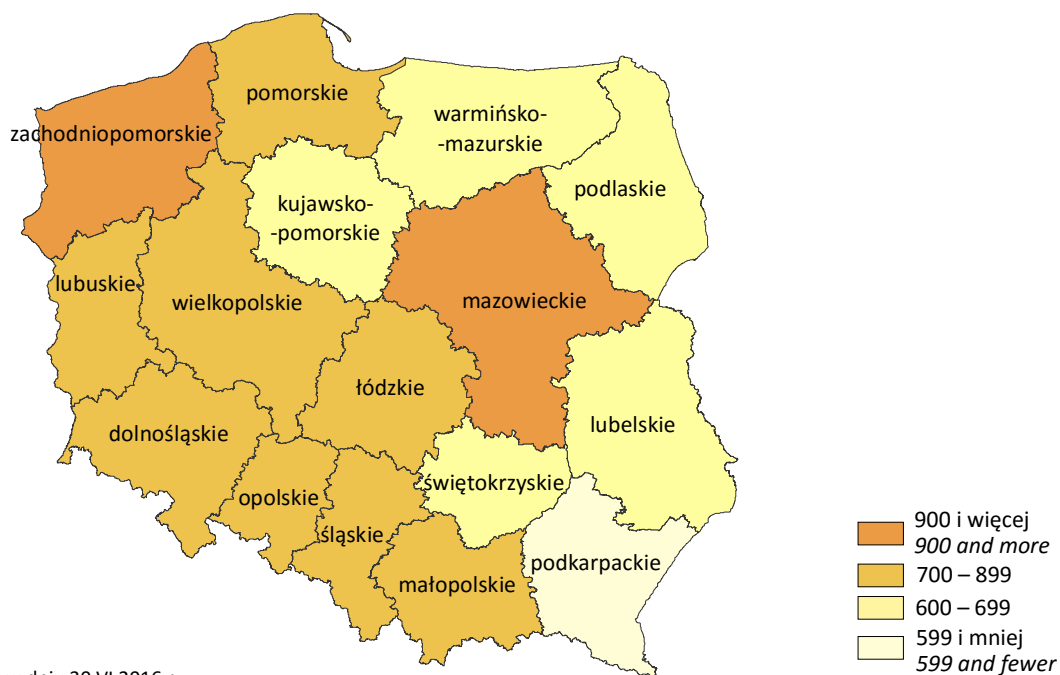 pomorskie
zachodniopomorskie
warmińsko-
-mazurskie
podlaskie
kujawsko-
-pomorskie
lubuskie
wielkopolskie
mazowieckie
łódzkie
dolnośląskie
lubelskie
opolskie
świętokrzyskie
śląskie
podkarpackie
małopolskie
900 i więcej
900 and more
700 – 899
600 – 699
599 i mniej
599 and fewer